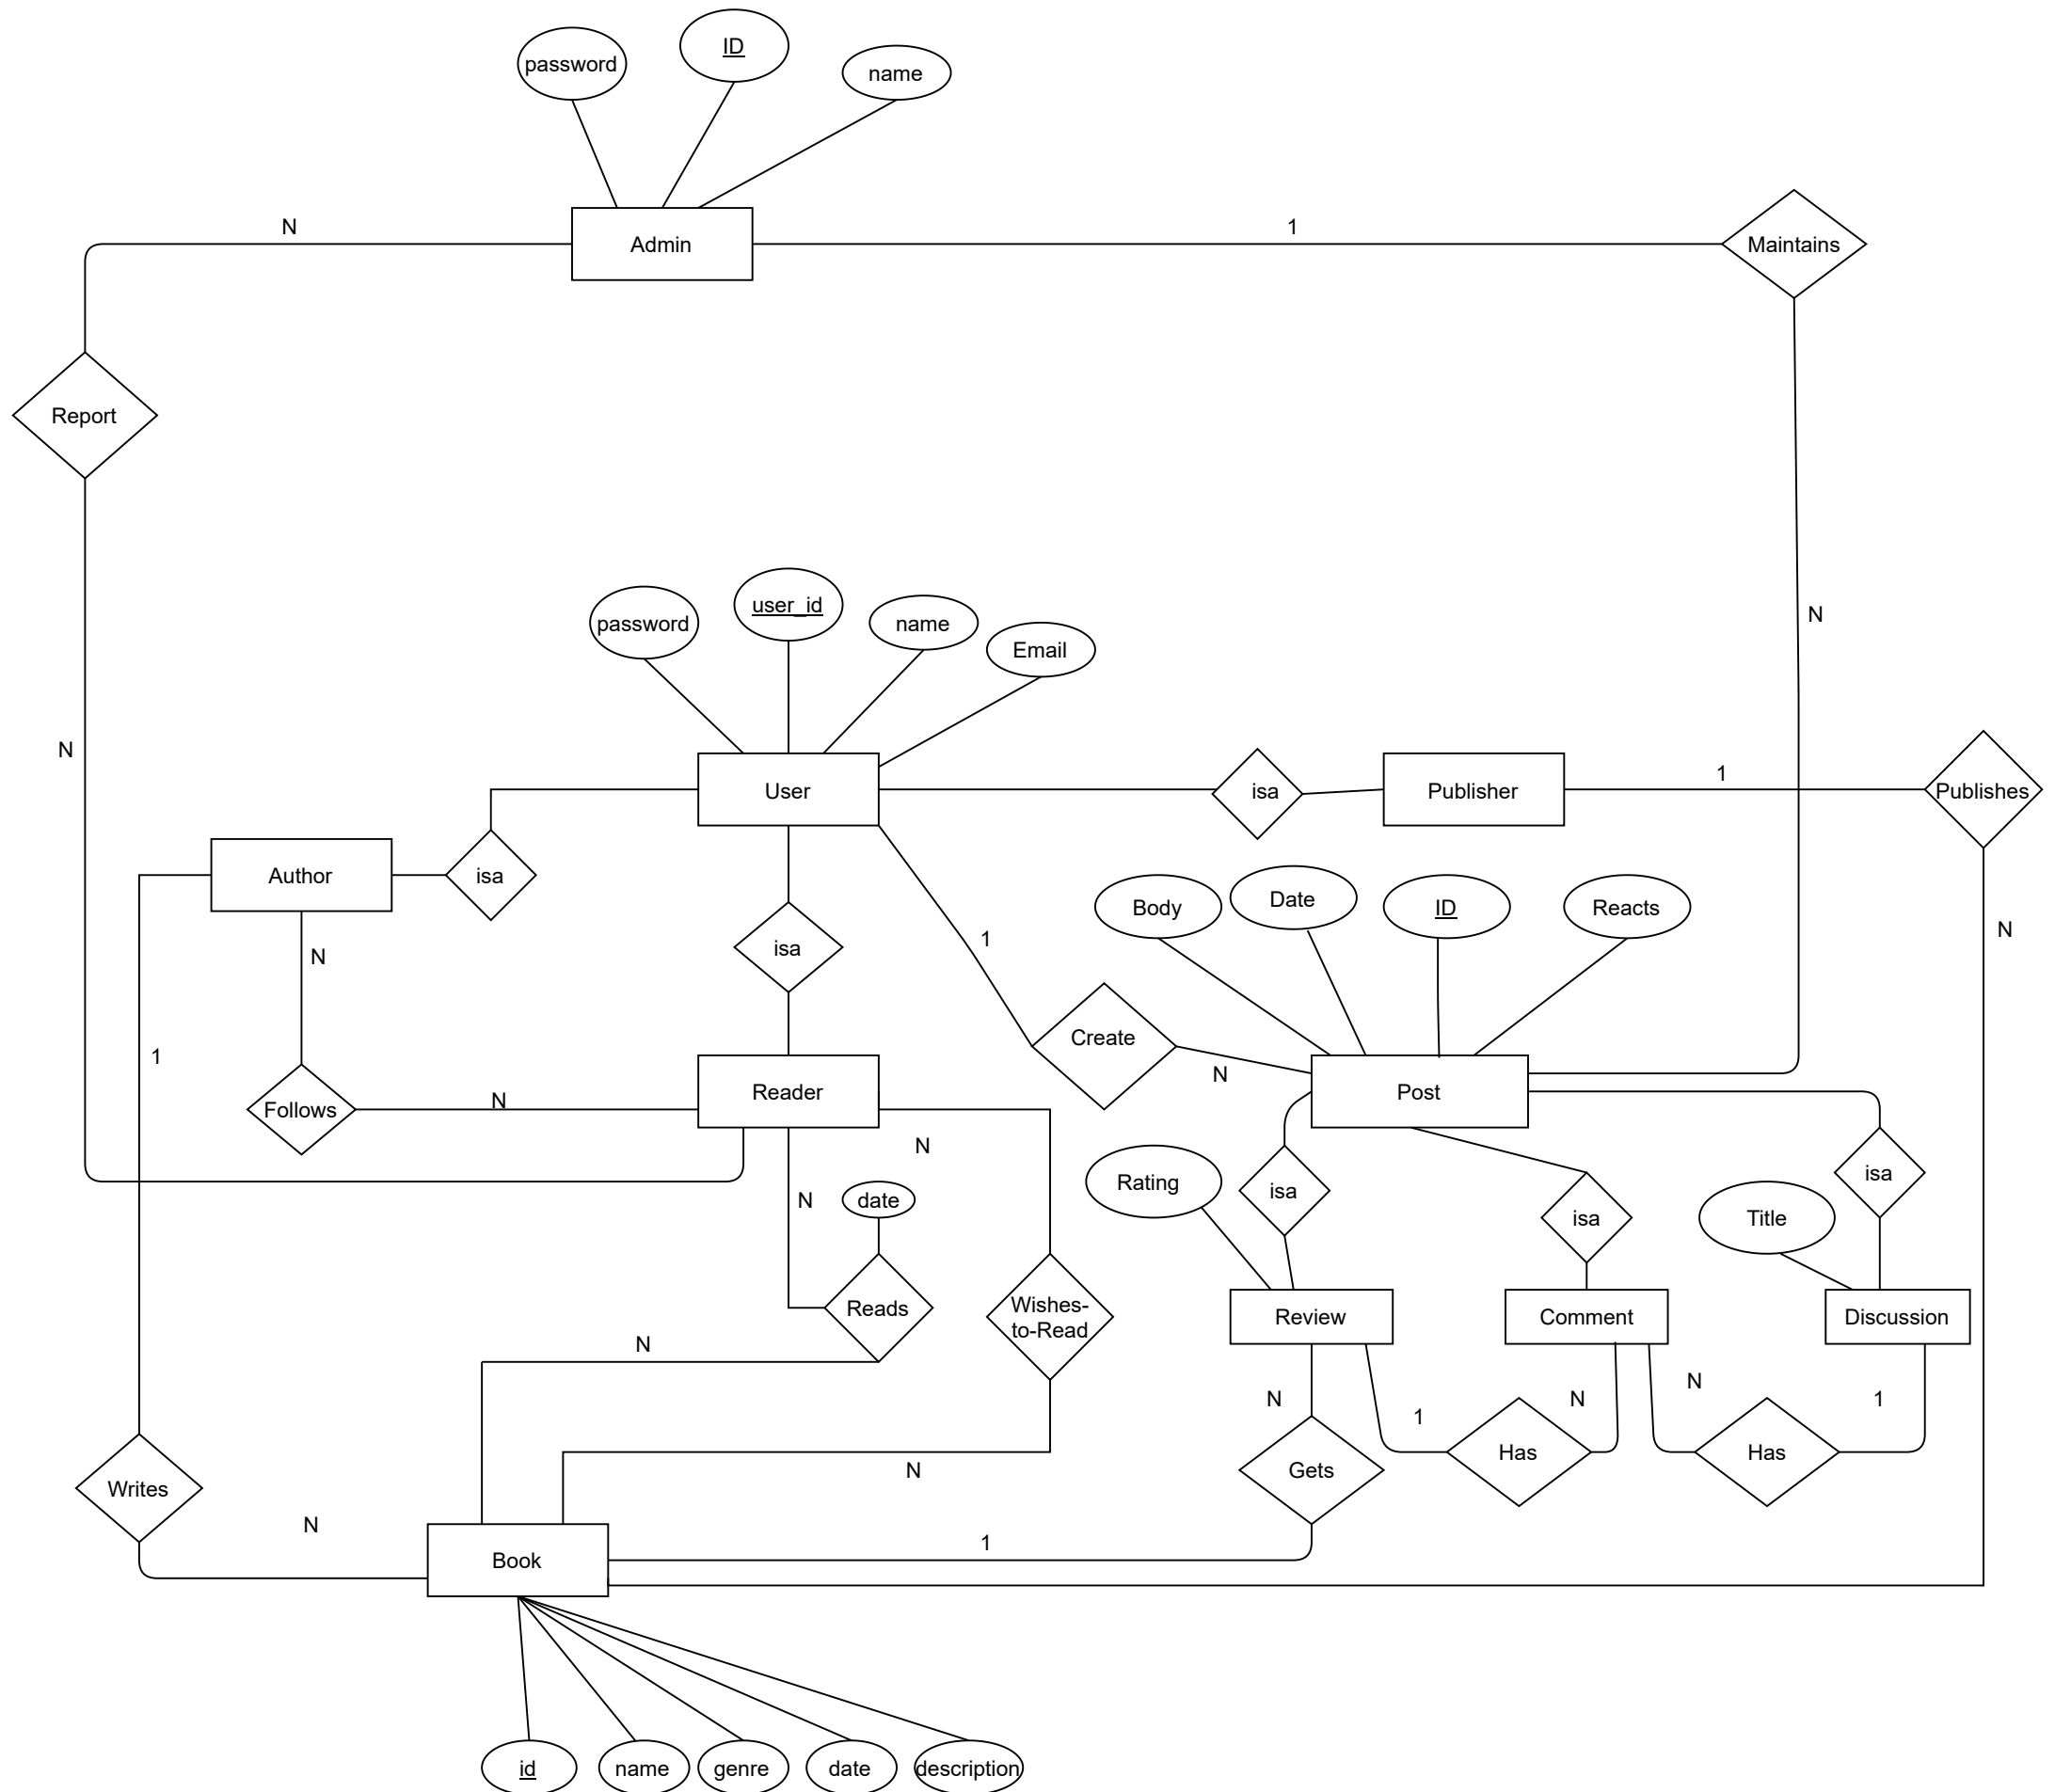 password
ID
name
N
Admin
1
Maintains
Report
N
password
user_id
name
Email
N
User
isa
Publisher
1
Publishes
Author
isa
Body
Date
ID
Reacts
N
isa
1
N
1
Create
N
Follows
N
Reader
Post
N
Rating
isa
isa
isa
Title
N
date
Reads
Wishes-
to-Read
Review
Comment
Discussion
N
N
1
N
N
1
N
Gets
Has
Has
Writes
N
1
Book
id
name
genre
date
description